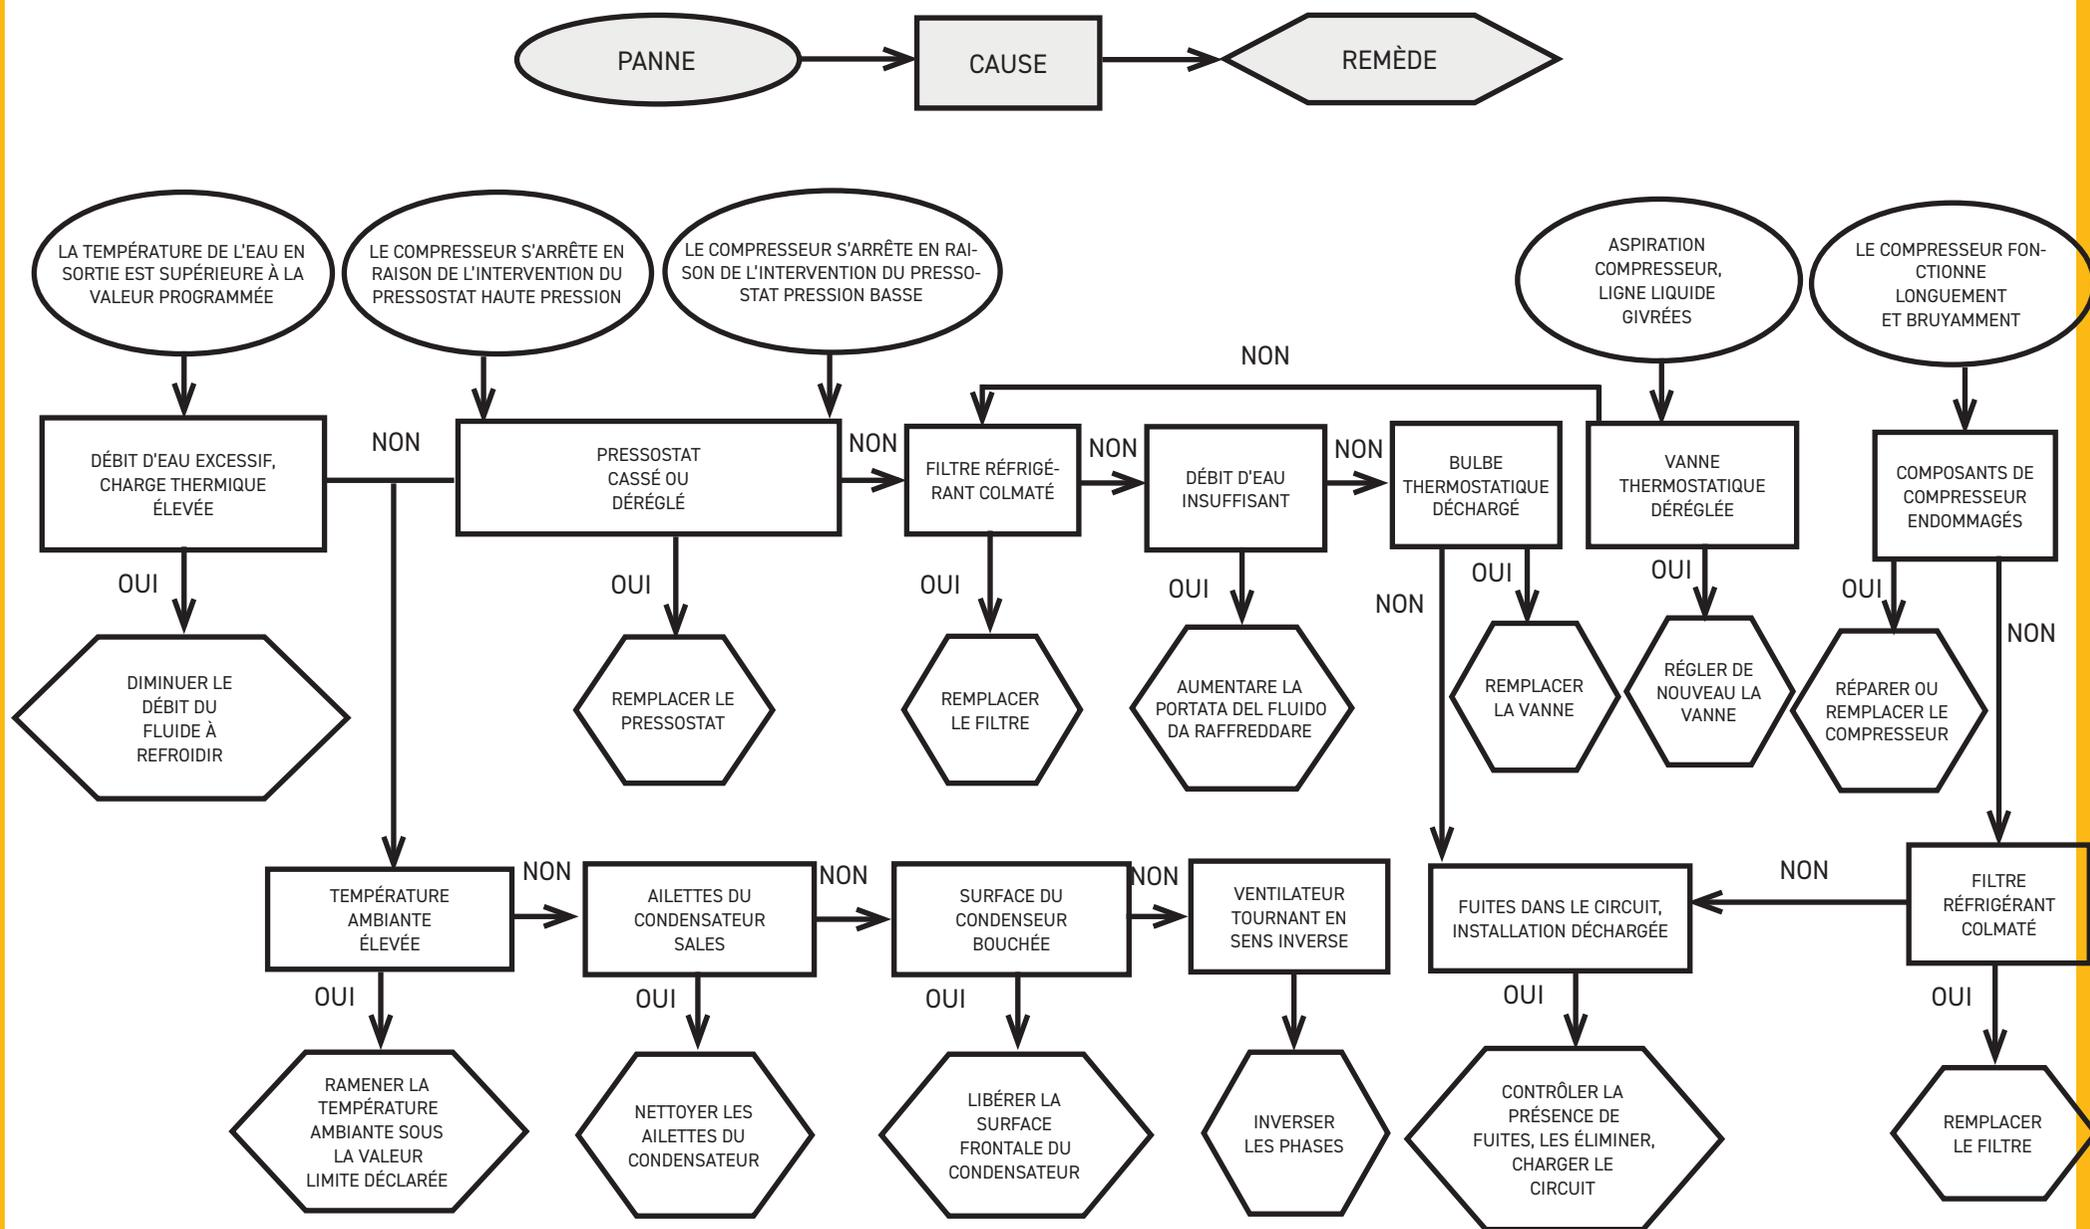 PANNE
CAUSE
REMÈDE
LA TEMPÉRATURE DE L'EAU EN
SORTIE EST SUPÉRIEURE À LA
VALEUR PROGRAMMÉE
LE COMPRESSEUR S'ARRÊTE EN
RAISON DE L'INTERVENTION DU
PRESSOSTAT HAUTE PRESSION
LE COMPRESSEUR S'ARRÊTE EN RAI-
SON DE L'INTERVENTION DU PRESSO-
STAT PRESSION BASSE
ASPIRATION
COMPRESSEUR,
LIGNE LIQUIDE
GIVRÉES
LE COMPRESSEUR FON-
CTIONNE
LONGUEMENT
ET BRUYAMMENT
NON
DÉBIT D'EAU EXCESSIF,
CHARGE THERMIQUE
ÉLEVÉE
NON
PRESSOSTAT
CASSÉ OU
DÉRÉGLÉ
NON
FILTRE RÉFRIGÉ-
RANT COLMATÉ
NON
DÉBIT D'EAU
INSUFFISANT
NON
BULBE
THERMOSTATIQUE
DÉCHARGÉ
VANNE
THERMOSTATIQUE
DÉRÉGLÉE
COMPOSANTS DE
COMPRESSEUR
ENDOMMAGÉS
OUI
OUI
OUI
OUI
NON
OUI
OUI
OUI
NON
DIMINUER LE
DÉBIT DU
FLUIDE À
REFROIDIR
REMPLACER LE
PRESSOSTAT
REMPLACER
LE FILTRE
AUMENTARE LA
PORTATA DEL FLUIDO
DA RAFFREDDARE
REMPLACER
LA VANNE
RÉGLER DE
NOUVEAU LA
VANNE
RÉPARER OU
REMPLACER LE
COMPRESSEUR
TEMPÉRATURE
AMBIANTE
ÉLEVÉE
NON
AILETTES DU
CONDENSATEUR
SALES
NON
SURFACE DU
CONDENSEUR
BOUCHÉE
NON
VENTILATEUR
TOURNANT EN
SENS INVERSE
FUITES DANS LE CIRCUIT,
INSTALLATION DÉCHARGÉE
NON
FILTRE
RÉFRIGÉRANT
COLMATÉ
OUI
OUI
OUI
OUI
OUI
RAMENER LA
TEMPÉRATURE
AMBIANTE SOUS
LA VALEUR
LIMITE DÉCLARÉE
NETTOYER LES
AILETTES DU
CONDENSATEUR
LIBÉRER LA
SURFACE
FRONTALE DU
CONDENSATEUR
INVERSER
LES PHASES
CONTRÔLER LA
PRÉSENCE DE
FUITES, LES ÉLIMINER,
CHARGER LE
CIRCUIT
REMPLACER
LE FILTRE